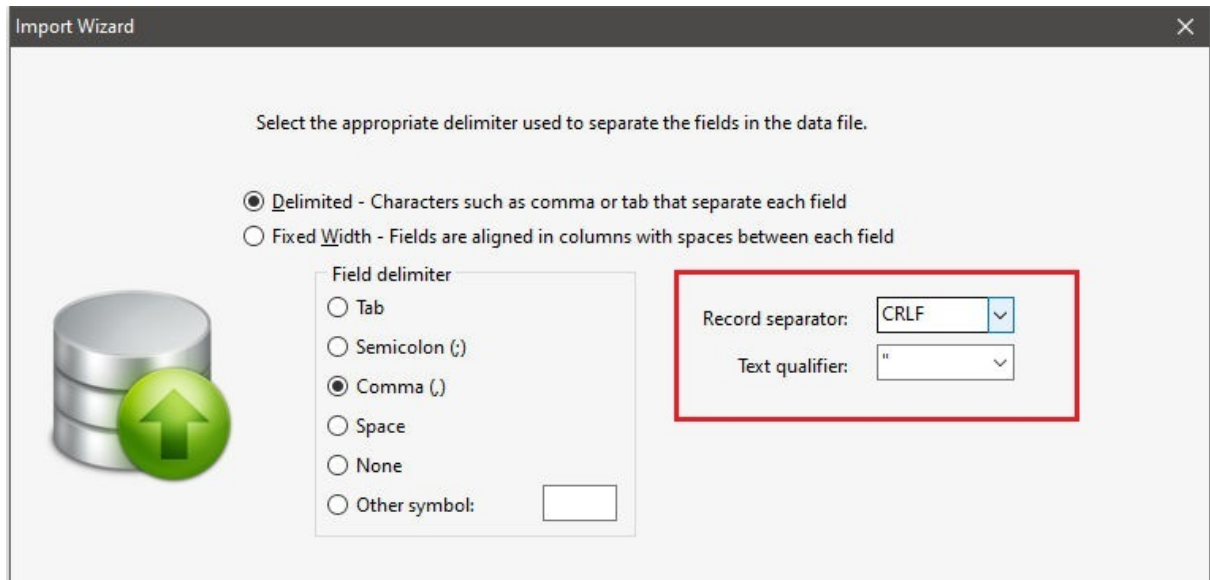 Import Wizard
Select the appropriate delimiter used to separate the fields in the data file.
Delimited - Characters such as comma or tab that separate each field
Fixed Width - Fields are aligned in columns with spaces between each field
Field delimiter
Tab
Semicolon (;)
Comma (,)
Space
None
Other symbol:
Record separator: CRLF
Text qualifier: "